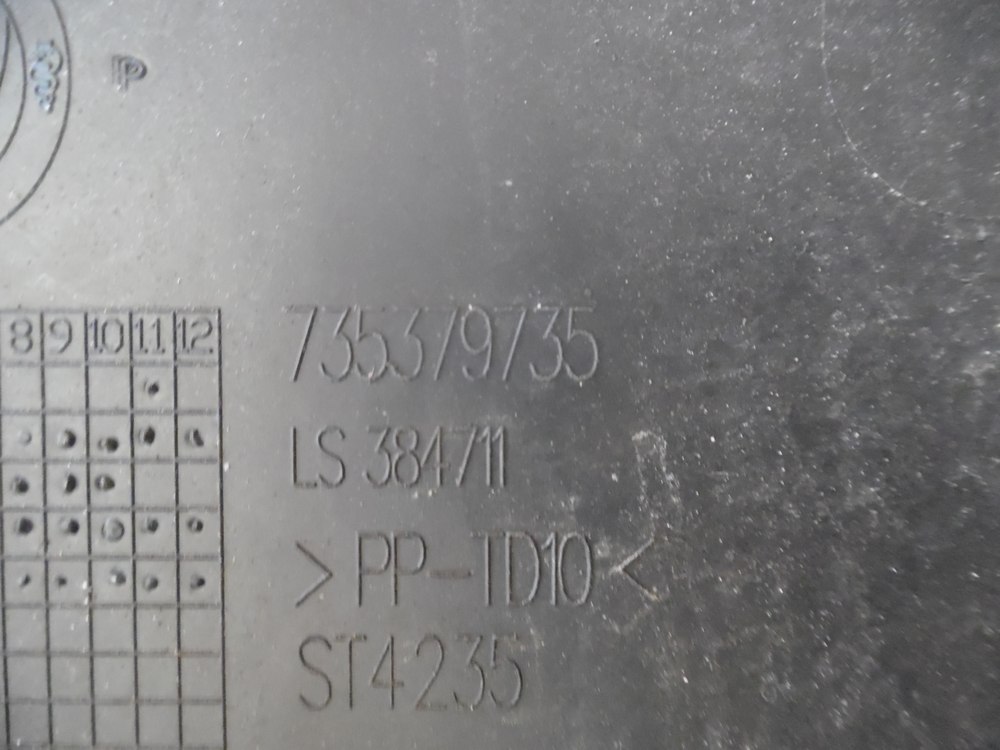 P
8 9 10 11 12
735379735
LS 384711
>PP-TD10<
ST4235